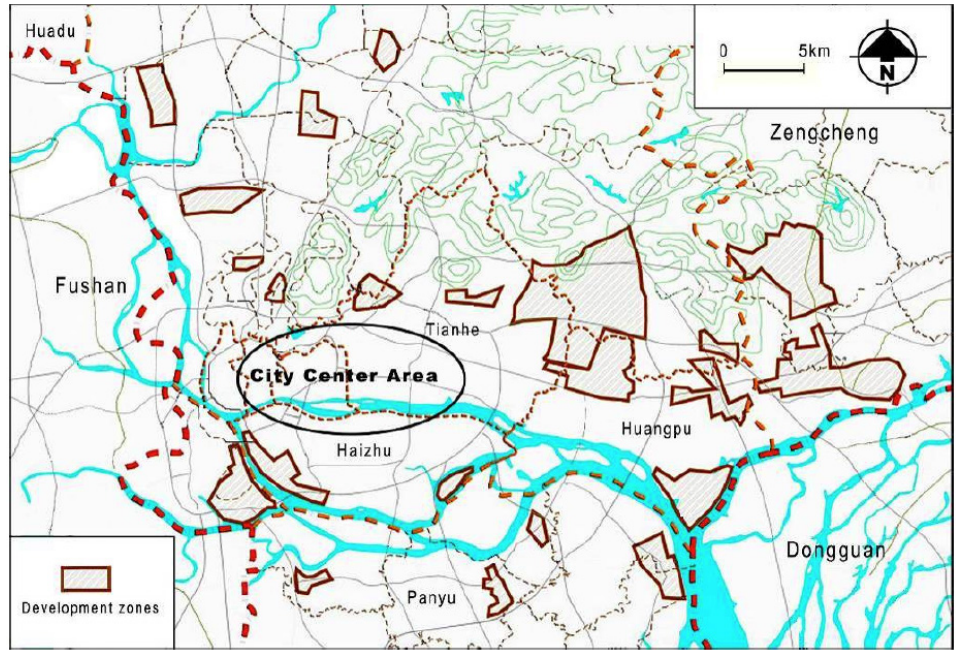 Huadu
0 5km
N
Zengcheng
Fushan
Tianhe
City Center Area
Huangpu
Haizhu
Dongguan
Development zones
Panyu